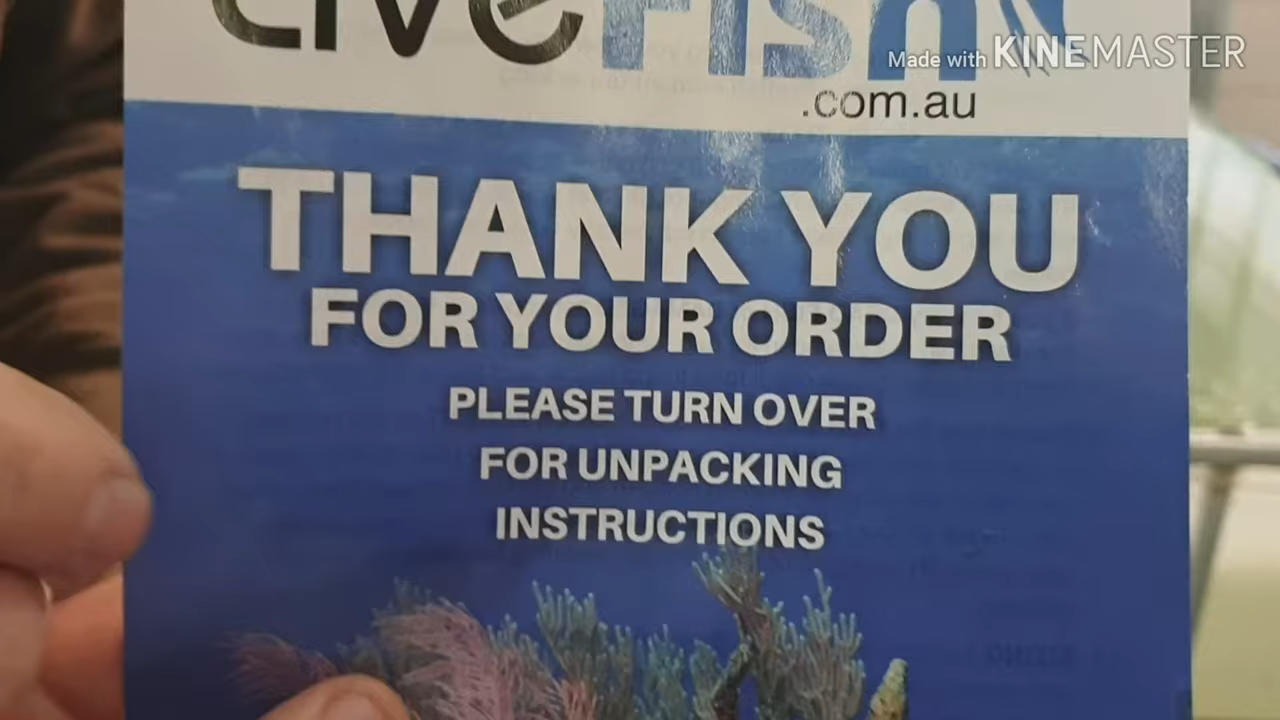 LiveFish
Made with KINEMASTER
.com.au
THANK YOU
FOR YOUR ORDER
PLEASE TURN OVER
FOR UNPACKING
INSTRUCTIONS